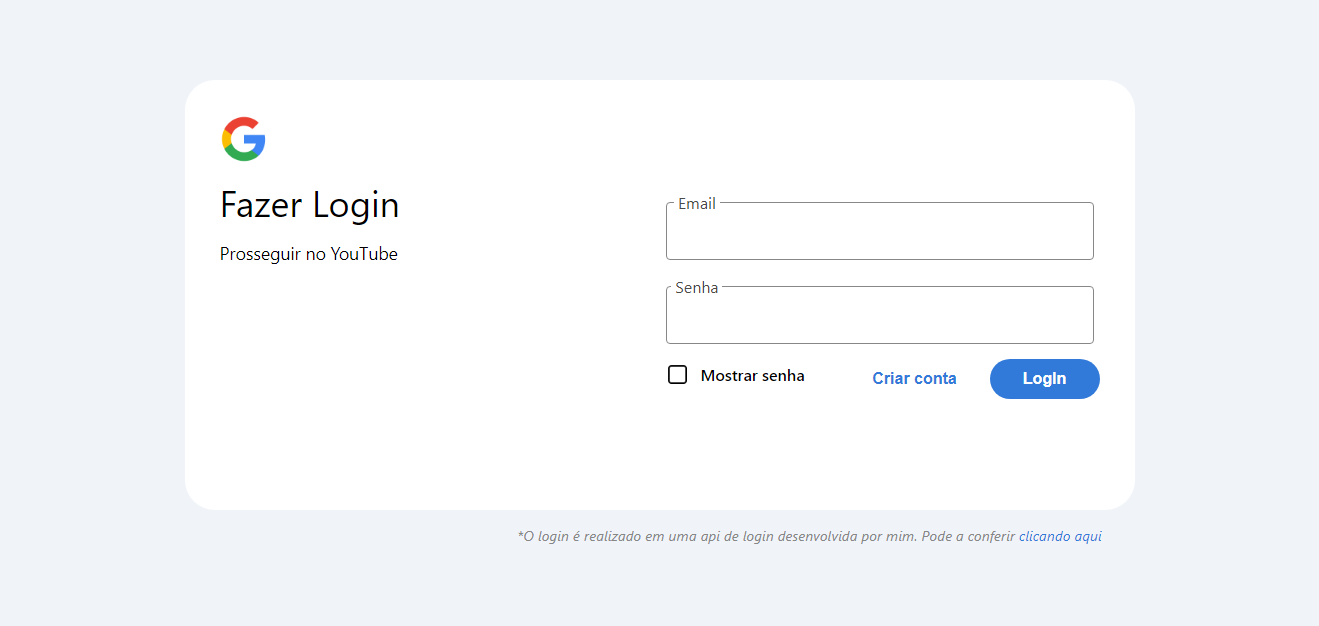 Fazer Login
Prosseguir no YouTube
Email
Senha
Mostrar senha
Criar conta
LogIn
*O login é realizado em uma api de login desenvolvida por mim. Pode a conferir clicando aqui